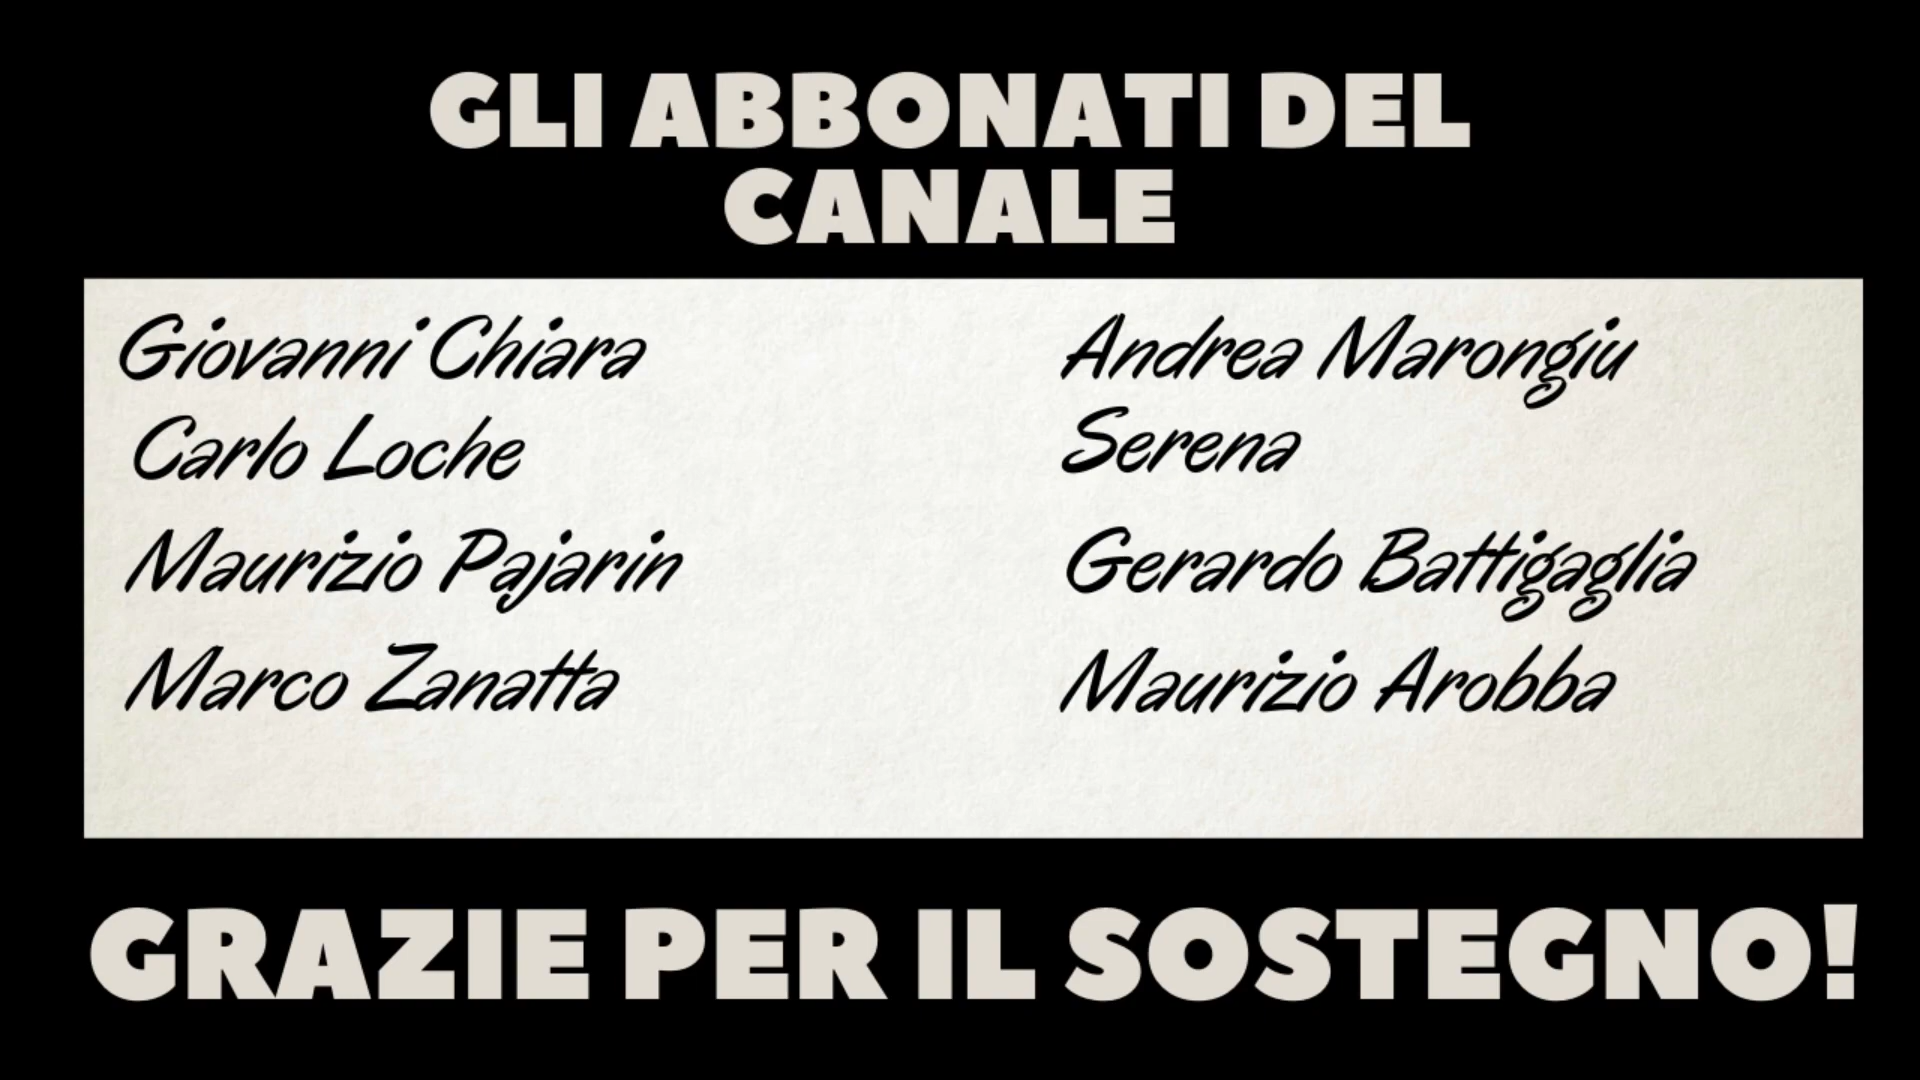 GLI ABBONATI DEL
CANALE
Giovanni Chiara
Carlo Loche
Maurizio Pajarin
Marco Zanatta
Andrea Marongiu
Serena
Gerardo Battigaglia
Maurizio Arobba
GRAZIE PER IL SOSTEGNO!